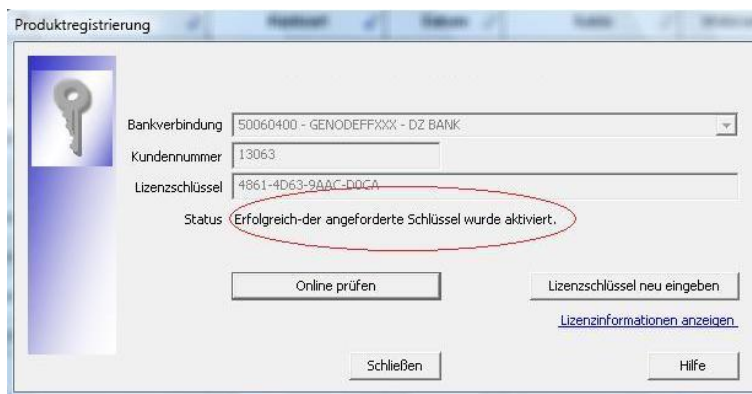 Produktregistrierung
Bankverbindung 50060400 - GENODEFFXXX - DZ BANK
Kundennummer 13063
Lizenzschlüssel 4861-4D63-9AAC-D0CA
Status Erfolgreich-der angeforderte Schlüssel wurde aktiviert.
Online prüfen Lizenzschlüssel neu eingeben
Lizenzinformationen anzeigen
Schließen Hilfe